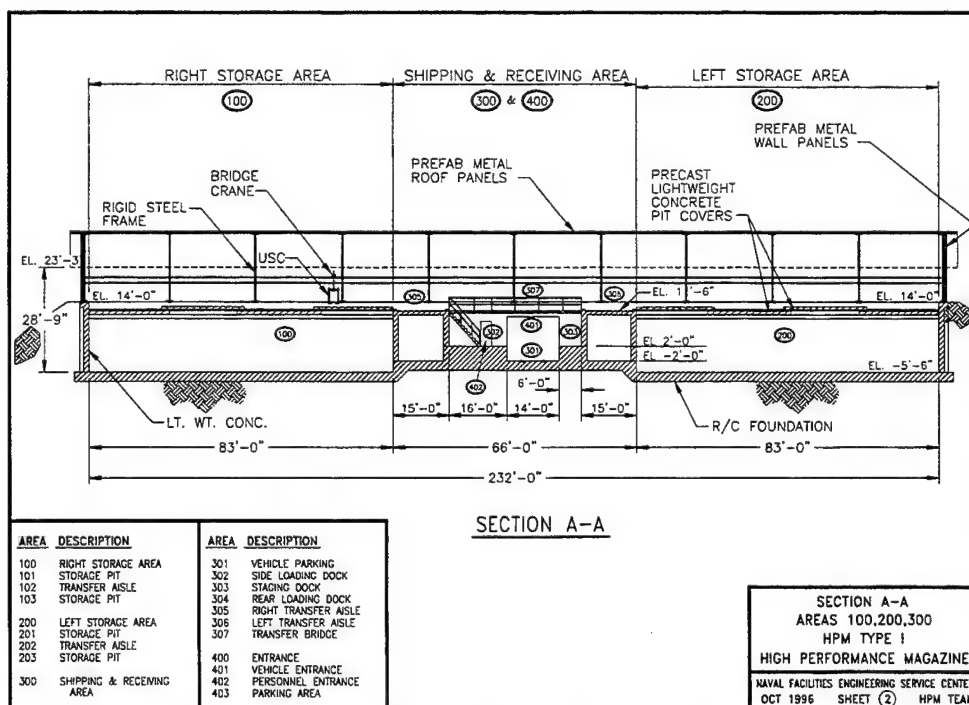 RIGHT STORAGE AREA
SHIPPING & RECEIVING AREA
LEFT STORAGE AREA
100
300 & 400
200
PREFAB METAL
WALL PANELS
BRIDGE
CRANE
PREFAB METAL
ROOF PANELS
PRECAST
LIGHTWEIGHT
CONCRETE
PIT COVERS
RIGID STEEL
FRAME
USC
EL. 23'-3"
EL. 14'-0"
305
307
EL. 1'-6"
EL. 14'-0"
28'-9"
100
302
401
303
301
402
200
EL 2'-0"
EL. -2'-0"
EL. -5'-6"
6'-0"
15'-0"
16'-0"
14'-0"
15'-0"
LT. WT. CONC.
R/C FOUNDATION
83'-0"
66'-0"
83'-0"
232'-0"
SECTION A-A
AREA DESCRIPTION
100 RIGHT STORAGE AREA
101 STORAGE PIT
102 TRANSFER AISLE
103 STORAGE PIT
200 LEFT STORAGE AREA
201 STORAGE PIT
202 TRANSFER AISLE
203 STORAGE PIT
300 SHIPPING & RECEIVING
AREA
AREA DESCRIPTION
301 VEHICLE PARKING
302 SIDE LOADING DOCK
303 STAGING DOCK
304 REAR LOADING DOCK
305 RIGHT TRANSFER AISLE
306 LEFT TRANSFER AISLE
307 TRANSFER BRIDGE
400 ENTRANCE
401 VEHICLE ENTRANCE
402 PERSONNEL ENTRANCE
403 PARKING AREA
SECTION A-A
AREAS 100,200,300
HPM TYPE I
HIGH PERFORMANCE MAGAZINE
NAVAL FACILITIES ENGINEERING SERVICE CENTER
OCT 1996 SHEET 2 HPM TEAM